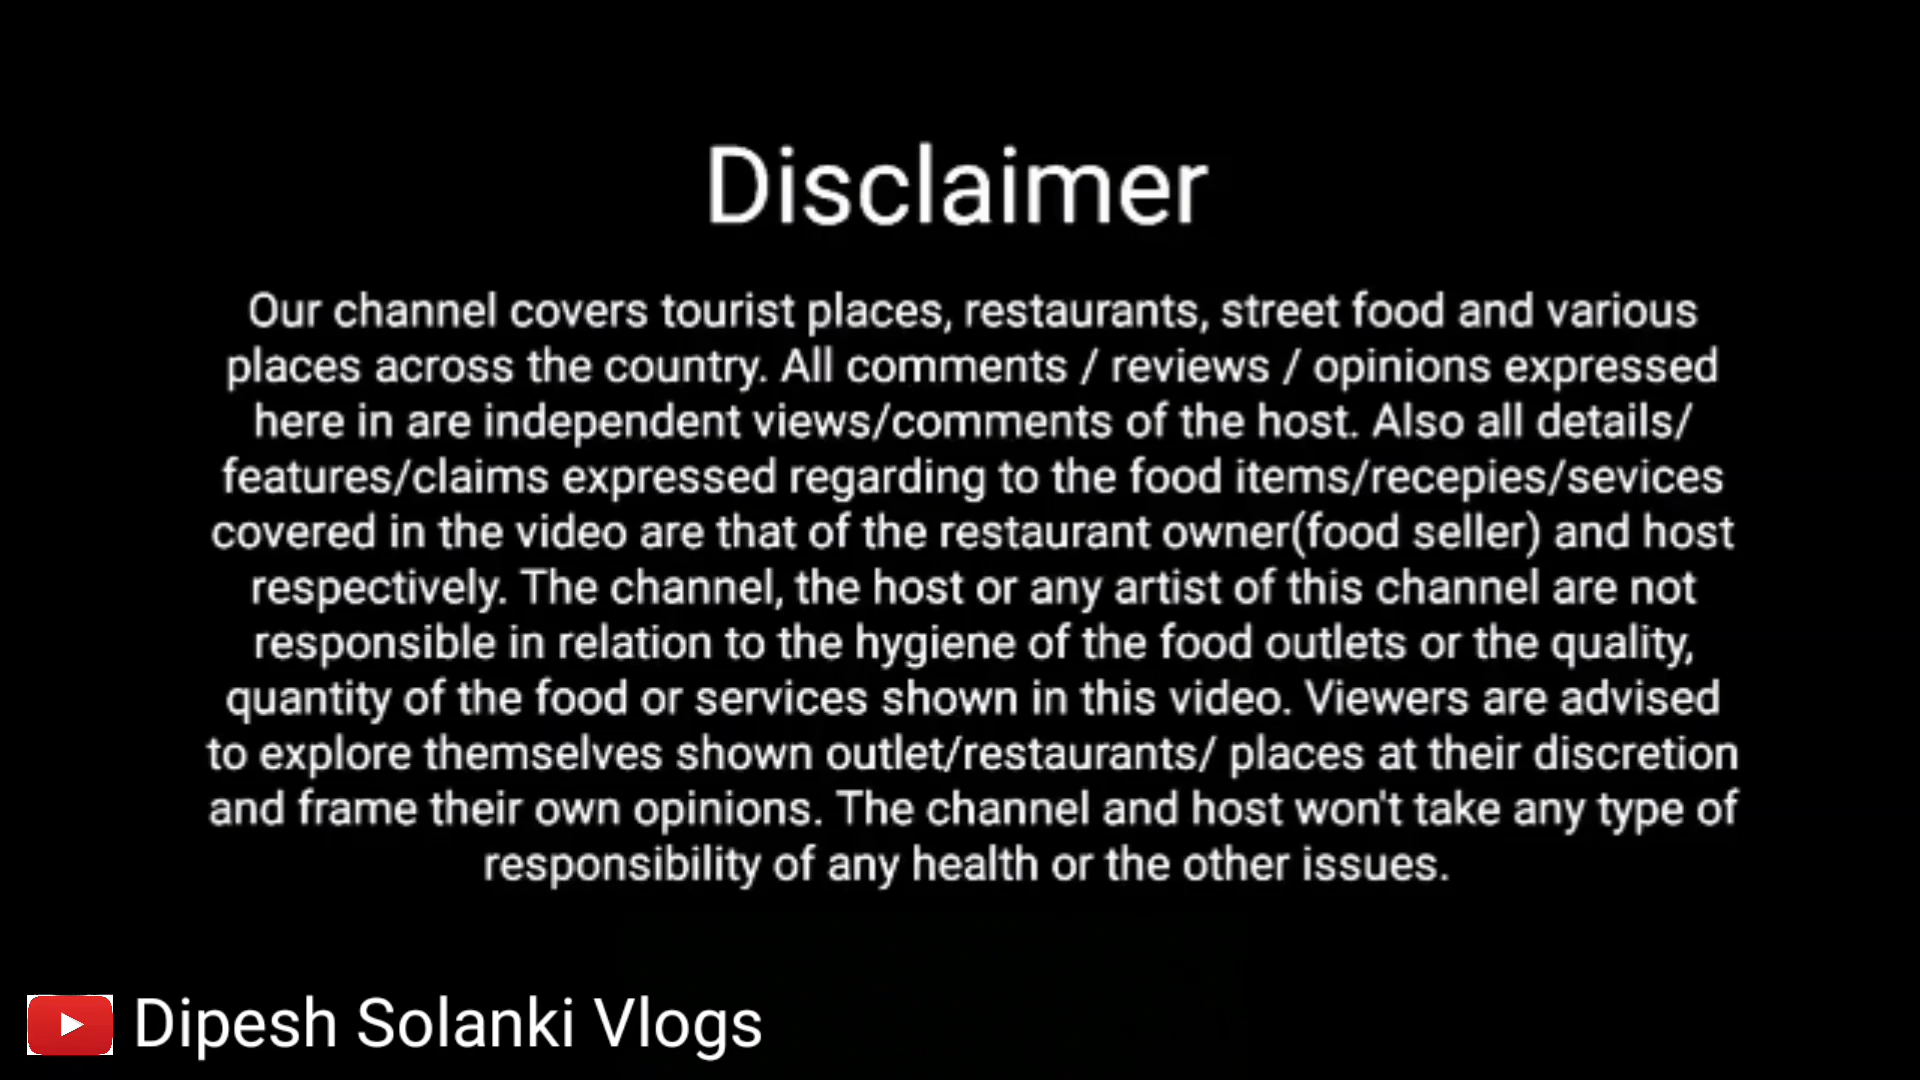 Disclaimer
Our channel covers tourist places, restaurants, street food and various
places across the country. All comments / reviews / opinions expressed
here in are independent views/comments of the host. Also all details/
features/claims expressed regarding to the food items/recepies/sevices
covered in the video are that of the restaurant owner(food seller) and host
respectively. The channel, the host or any artist of this channel are not
responsible in relation to the hygiene of the food outlets or the quality,
quantity of the food or services shown in this video. Viewers are advised
to explore themselves shown outlet/restaurants/ places at their discretion
and frame their own opinions. The channel and host won't take any type of
responsibility of any health or the other issues.
Dipesh Solanki Vlogs